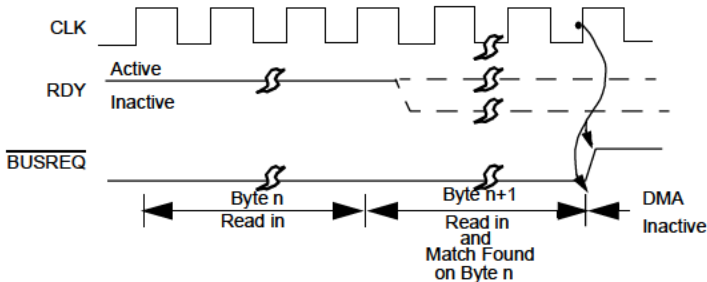 CLK
Active
RDY
Inactive
BUSREQ
Byte n
Byte n+1
DMA
Read in
Read in
Inactive
and
Match Found
on Byte n